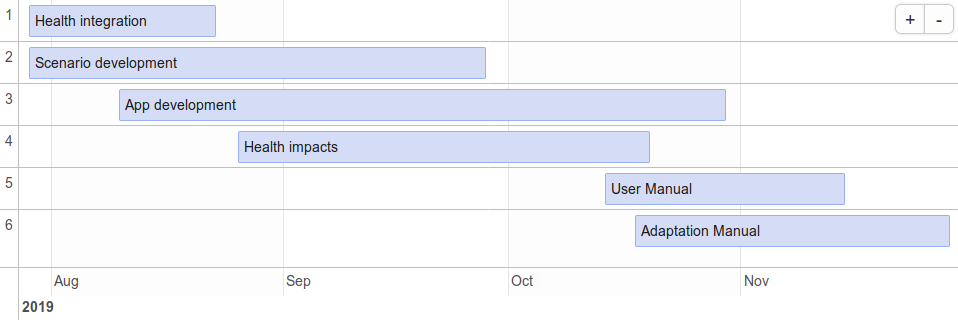 1 Health integration + -
2 Scenario development
3 App development
4 Health impacts
5 User Manual
6 Adaptation Manual
Aug Sep Oct Nov
2019